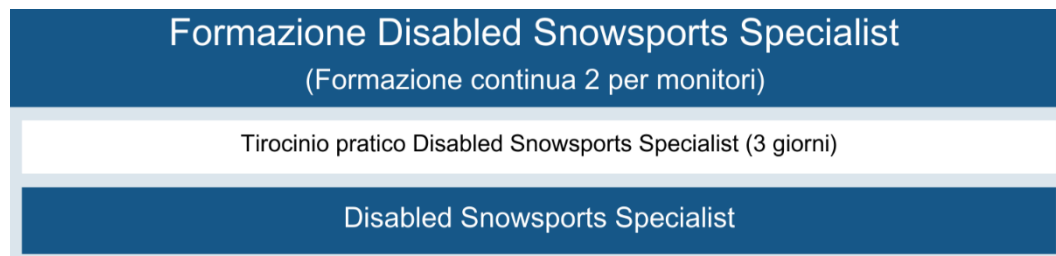 Formazione Disabled Snowsports Specialist
(Formazione continua 2 per monitori)
Tirocinio pratico Disabled Snowsports Specialist (3 giorni)
Disabled Snowsports Specialist